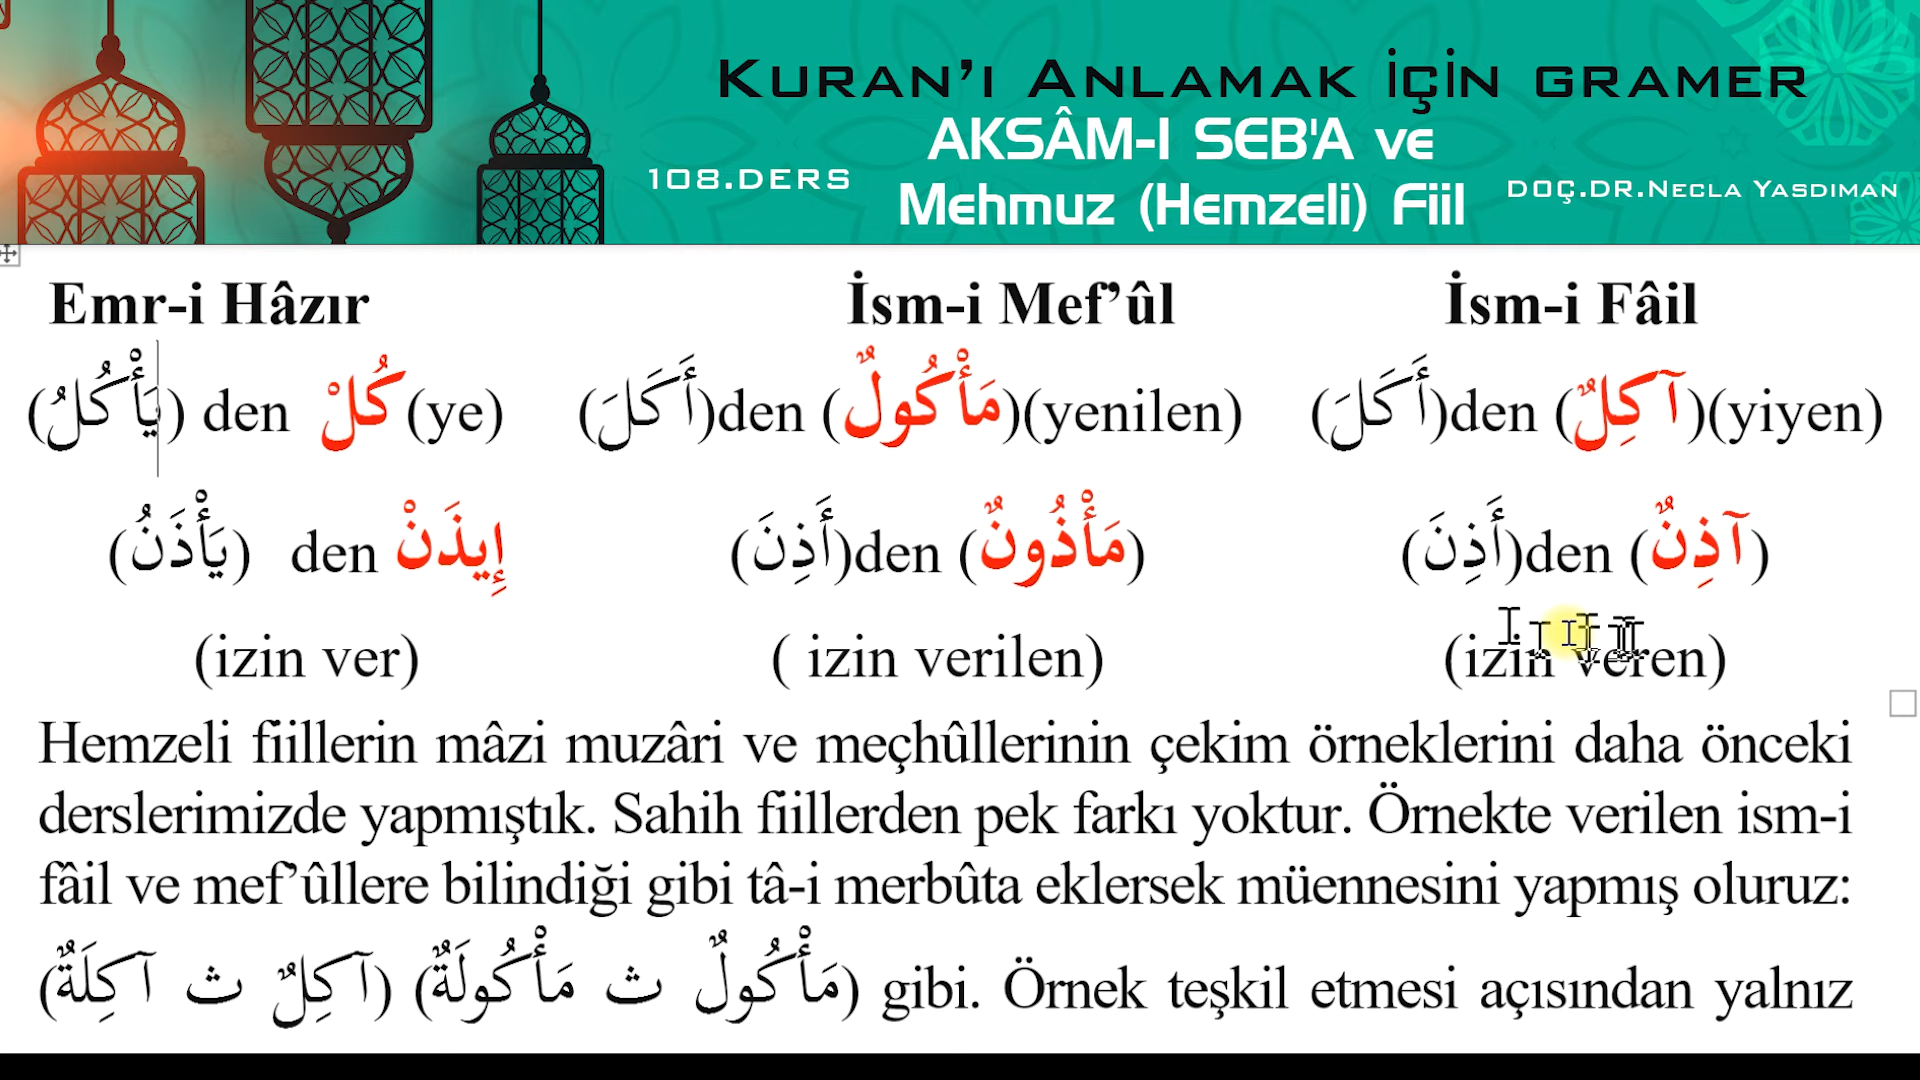 KURAN'I ANLAMAK İÇİN GRAMER
AKSÂM-I SEB'A ve
108.DERS
Mehmuz (Hemzeli) Fiil
DOÇ.DR.NECLA YASDIMAN
Emr-i Hâzır İsm-i Mef’ûl İsm-i Fâil
(يَأْكُلُ) den كُلْ (ye) (أَكَلَ)den (مَأْكُولٌ)(yenilen) (أَكَلَ)den (آكِلٌ)(yiyen)
(يَأْذَنُ) den إِيذَنْ (أَذِنَ)den (مَأْذُونٌ) (أَذِنَ)den (آذِنٌ)
(izin ver) ( izin verilen) (izin veren)
Hemzeli fiillerin mâzi muzâri ve meçhûllerinin çekim örneklerini daha önceki
derslerimizde yapmıştık. Sahih fiillerden pek farkı yoktur. Örnekte verilen ism-i
fâil ve mef’ûllere bilindiği gibi tâ-i merbûta eklersek müennesini yapmış oluruz:
(آكِلٌ ث آكِلَةٌ) (مَأْكُولٌ ث مَأْكُولَةٌ) gibi. Örnek teşkil etmesi açısından yalnız